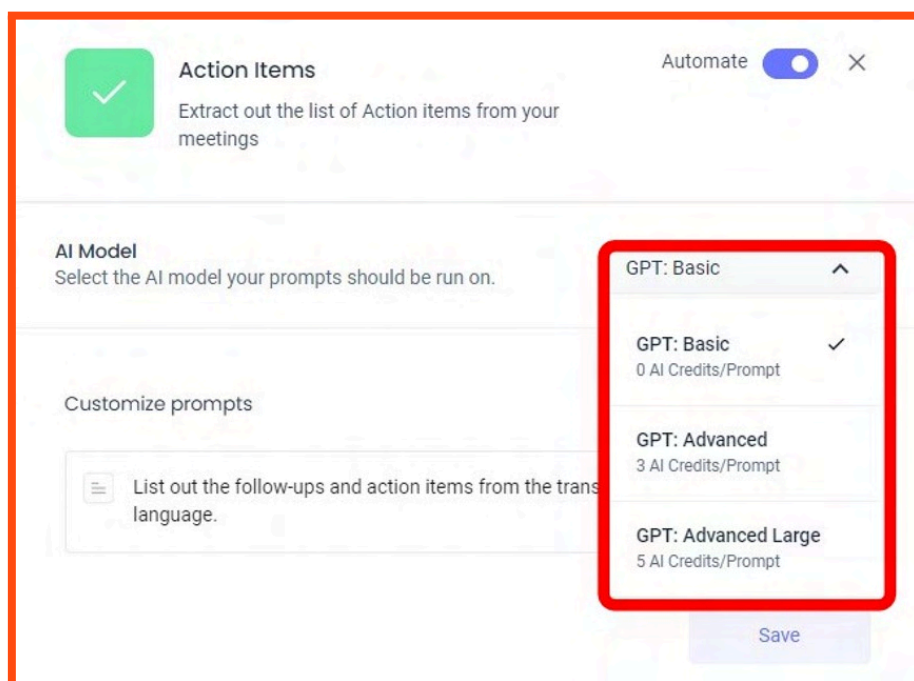 Action Items
Automate
Extract out the list of Action items from your
meetings
AI Model
Select the AI model your prompts should be run on.
GPT: Basic
GPT: Basic
0 AI Credits/Prompt
GPT: Advanced
3 AI Credits/Prompt
GPT: Advanced Large
5 AI Credits/Prompt
Customize prompts
List out the follow-ups and action items from the trans
language.
Save